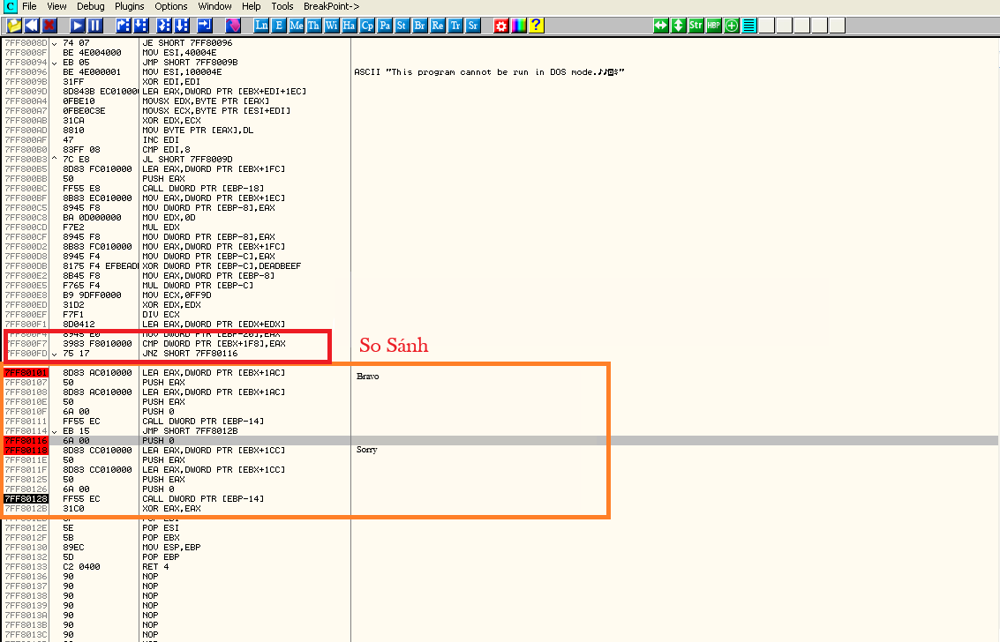 C File View Debug Plugins Options Window Help Tools BreakPoint->
Ln E Me Th Wi Ha Cp Pa St Br Re Tr Sr ? Str HBP
7FF8008D 74 07 JE SHORT 7FF80096
7FF8008F BE 4E004000 MOV ESI,40004E
7FF80094 EB 05 JMP SHORT 7FF8009B
7FF80096 BE 4E000001 MOV ESI,100004E ASCII "This program cannot be run in DOS mode.♪♪◙$"
7FF8009B 31FF XOR EDI,EDI
7FF8009D 8D843B EC01000 LEA EAX,DWORD PTR [EBX+EDI+1EC]
7FF800A4 0FBE10 MOVSX EDX,BYTE PTR [EAX]
7FF800A7 0FBE0C3E MOVSX ECX,BYTE PTR [ESI+EDI]
7FF800AB 31CA XOR EDX,ECX
7FF800AD 8810 MOV BYTE PTR [EAX],DL
7FF800AF 47 INC EDI
7FF800B0 83FF 08 CMP EDI,8
7FF800B3 ^ 7C E8 JL SHORT 7FF8009D
7FF800B5 8D83 FC010000 LEA EAX,DWORD PTR [EBX+1FC]
7FF800BB 50 PUSH EAX
7FF800BC FF55 E8 CALL DWORD PTR [EBP-18]
7FF800BF 8B83 EC010000 MOV EAX,DWORD PTR [EBX+1EC]
7FF800C5 8945 F8 MOV DWORD PTR [EBP-8],EAX
7FF800C8 BA 0D000000 MOV EDX,0D
7FF800CD F7E2 MUL EDX
7FF800CF 8945 F8 MOV DWORD PTR [EBP-8],EAX
7FF800D2 8B83 FC010000 MOV EAX,DWORD PTR [EBX+1FC]
7FF800D8 8945 F4 MOV DWORD PTR [EBP-C],EAX
7FF800DB 8175 F4 EFBEAD XOR DWORD PTR [EBP-C],DEADBEEF
7FF800E2 8B45 F8 MOV EAX,DWORD PTR [EBP-8]
7FF800E5 F765 F4 MUL DWORD PTR [EBP-C]
7FF800E8 B9 9DFF0000 MOV ECX,0FF9D
7FF800ED 31D2 XOR EDX,EDX
7FF800EF F7F1 DIV ECX
7FF800F1 8D0412 LEA EAX,DWORD PTR [EDX+EDX]
7FF800F4 8945 E0 MOV DWORD PTR [EBP-20],EAX
7FF800F7 3983 F8010000 CMP DWORD PTR [EBX+1F8],EAX
So Sánh
7FF800FD 75 17 JNZ SHORT 7FF80116
7FF80101 8D83 AC010000 LEA EAX,DWORD PTR [EBX+1AC] Bravo
7FF80107 50 PUSH EAX
7FF80108 8D83 AC010000 LEA EAX,DWORD PTR [EBX+1AC]
7FF8010E 50 PUSH EAX
7FF8010F 6A 00 PUSH 0
7FF80111 FF55 EC CALL DWORD PTR [EBP-14]
7FF80114 EB 15 JMP SHORT 7FF8012B
7FF80116 6A 00 PUSH 0
7FF80118 8D83 CC010000 LEA EAX,DWORD PTR [EBX+1CC] Sorry
7FF8011E 50 PUSH EAX
7FF8011F 8D83 CC010000 LEA EAX,DWORD PTR [EBX+1CC]
7FF80125 50 PUSH EAX
7FF80126 6A 00 PUSH 0
7FF80128 FF55 EC CALL DWORD PTR [EBP-14]
7FF8012B 31C0 XOR EAX,EAX
POP EDI
7FF8012E 5E POP ESI
7FF8012F 5B POP EBX
7FF80130 89EC MOV ESP,EBP
7FF80132 5D POP EBP
7FF80133 C2 0400 RET 4
7FF80136 90 NOP
7FF80137 90 NOP
7FF80138 90 NOP
7FF80139 90 NOP
7FF8013A 90 NOP
7FF8013B 90 NOP
7FF8013C 90 NOP